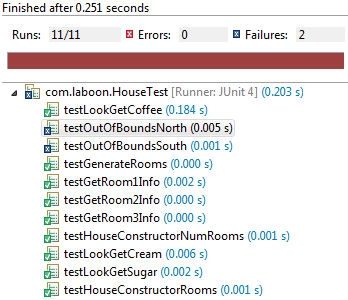 Finished after 0.251 seconds
Runs: 11/11 Errors: 0 Failures: 2
com.laboon.HouseTest [Runner: JUnit 4] (0.203 s)
testLookGetCoffee (0.184 s)
testOutOfBoundsNorth (0.005 s)
testOutOfBoundsSouth (0.001 s)
testGenerateRooms (0.000 s)
testGetRoom1Info (0.002 s)
testGetRoom2Info (0.000 s)
testGetRoom3Info (0.000 s)
testHouseConstructorNumRooms (0.001 s)
testLookGetCream (0.006 s)
testLookGetSugar (0.002 s)
testHouseConstructorRooms (0.001 s)